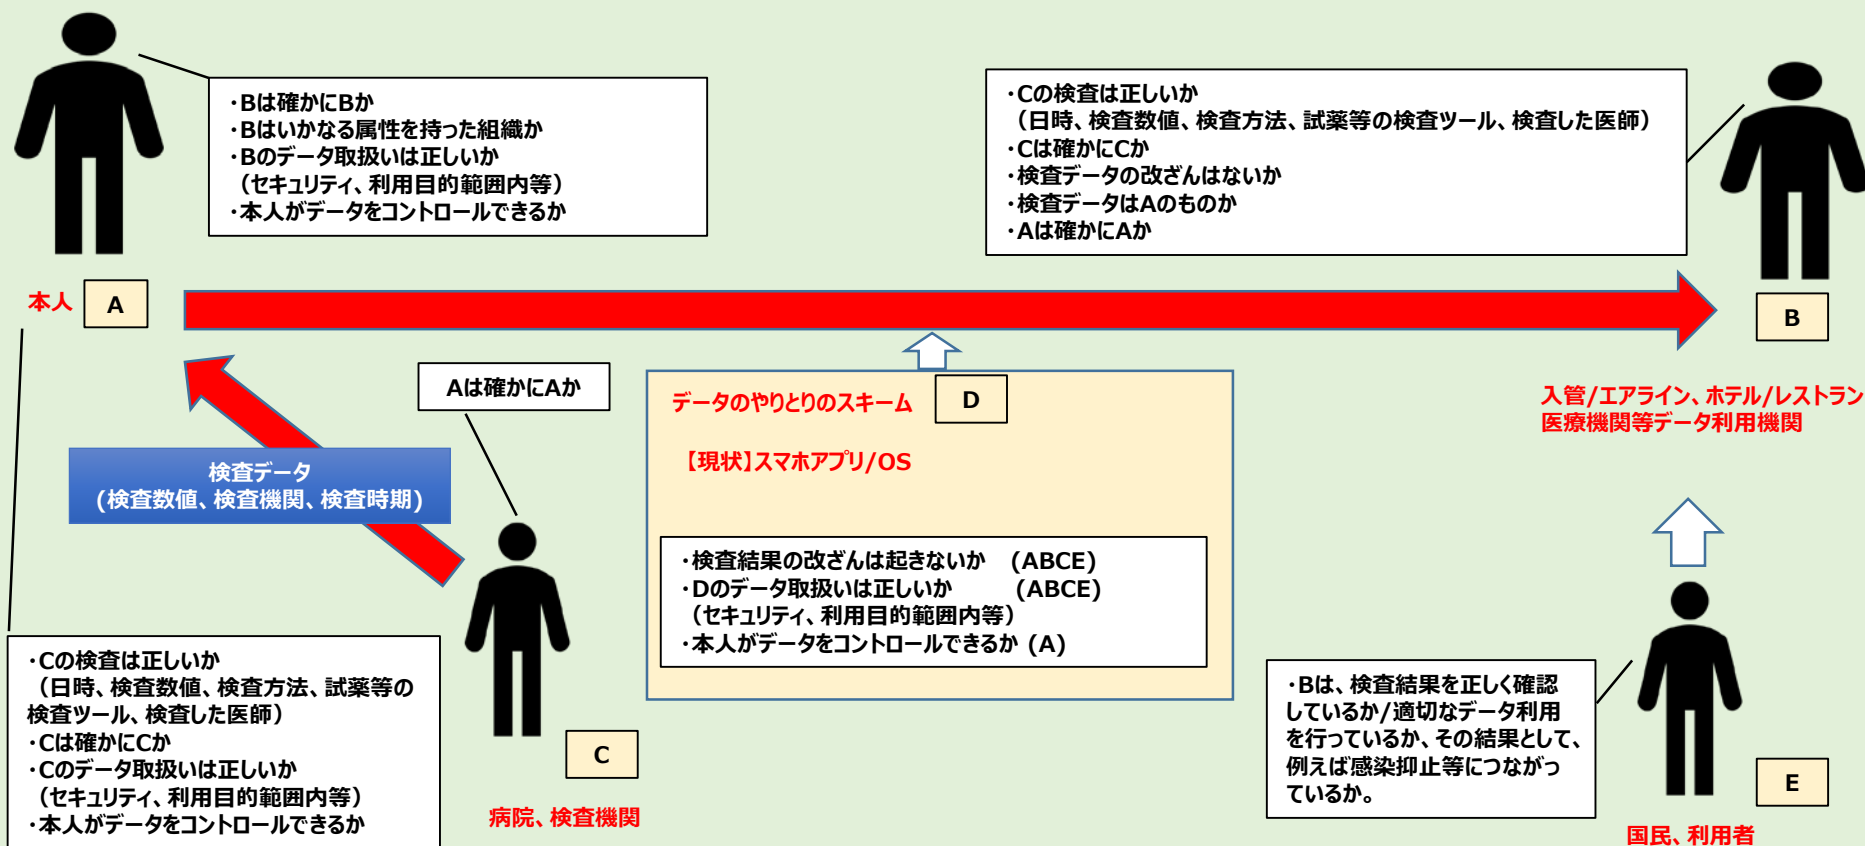 ・Bは確かにBか
・Bはいかなる属性を持った組織か
・Bのデータ取扱いは正しいか
（セキュリティ、利用目的範囲内等）
・本人がデータをコントロールできるか
・Cの検査は正しいか
（日時、検査数値、検査方法、試薬等の検査ツール、検査した医師）
・Cは確かにCか
・検査データの改ざんはないか
・検査データはAのものか
・Aは確かにAか
本人
A
B
入管/エアライン、ホテル/レストラン
医療機関等データ利用機関
Aは確かにAか
検査データ
(検査数値、検査機関、検査時期)
データのやりとりのスキーム
D
【現状】スマホアプリ/OS
・検査結果の改ざんは起きないか (ABCE)
・Dのデータ取扱いは正しいか (ABCE)
（セキュリティ、利用目的範囲内等）
・本人がデータをコントロールできるか (A)
・Cの検査は正しいか
（日時、検査数値、検査方法、試薬等の
検査ツール、検査した医師）
・Cは確かにCか
・Cのデータ取扱いは正しいか
（セキュリティ、利用目的範囲内等）
・本人がデータをコントロールできるか
C
病院、検査機関
・Bは、検査結果を正しく確認
しているか/適切なデータ利用
を行っているか、その結果として、
例えば感染抑止等につながっ
ているか。
E
国民、利用者